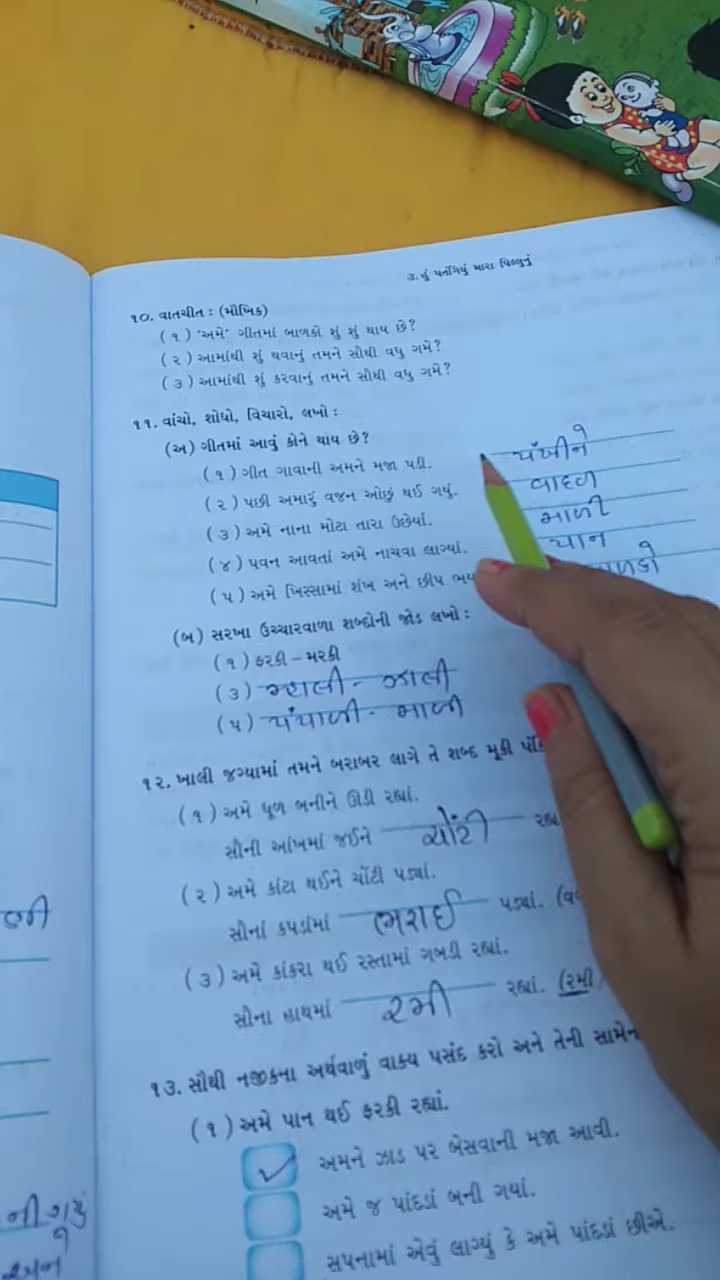 ૩. હું પતંગિયું મારા પિલ્લુનું
૧૦. વાતચીત : (મૌખિક)
(૧) ‘અમે’ ગીતમાં બાળકો શું શું થાય છે?
(૨) આમાંથી શું થવાનું તમને સૌથી વધુ ગમે?
(૩) આમાંથી શું કરવાનું તમને સૌથી વધુ ગમે?
૧૧. વાંચો, શોધો, વિચારો, લખો :
(અ) ગીતમાં આવું કોને થાય છે?
(૧) ગીત ગાવાની અમને મજા પડી. પંખીને
(૨) પછી અમારું વજન ઓછું થઈ ગયું. વાદળ
(૩) અમે નાના મોટા તારા ઉછેર્યા. માળી
(૪) પવન આવતાં અમે નાચવા લાગ્યાં. પાન
(૫) અમે ખિસ્સામાં શંખ અને છીપ
(બ) સરખા ઉચ્ચારવાળા શબ્દોની જોડ લખો :
(૧) ફરકી – મરકી
(૩) મ્હાલી - ઝાલી
(૫) પંપાળી - માળી
૧૨. ખાલી જગ્યામાં તમને બરાબર લાગે તે શબ્દ મૂકી
(૧) અમે ધૂળ બનીને ઊડી રહ્યાં.
સૌની આંખમાં જઈને ચોંટી
(૨) અમે કાંટા થઈને ચોંટી પડ્યાં.
સૌનાં કપડાંમાં ભરાઈ પડ્યાં.
(૩) અમે કાંકરા થઈ રસ્તામાં ગબડી રહ્યાં.
સૌના હાથમાં રમી રહ્યાં. (રમી
૧૩. સૌથી નજીકના અર્થવાળું વાક્ય પસંદ કરો અને તેની
(૧) અમે પાન થઈ ફરકી રહ્યાં.
✓ અમને ઝાડ પર બેસવાની મજા આવી.
અમે જ પાંદડાં બની ગયાં.
સપનામાં એવું લાગ્યું કે અમે પાંદડાં છીએ.